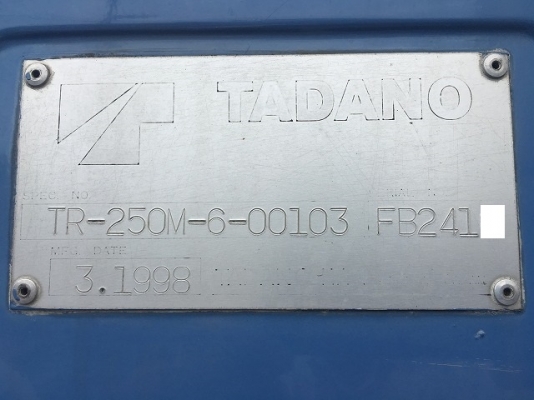 TADANO
SPEC. NO.
TR-250M-6-00103 FB241
MFG. DATE
3.1998